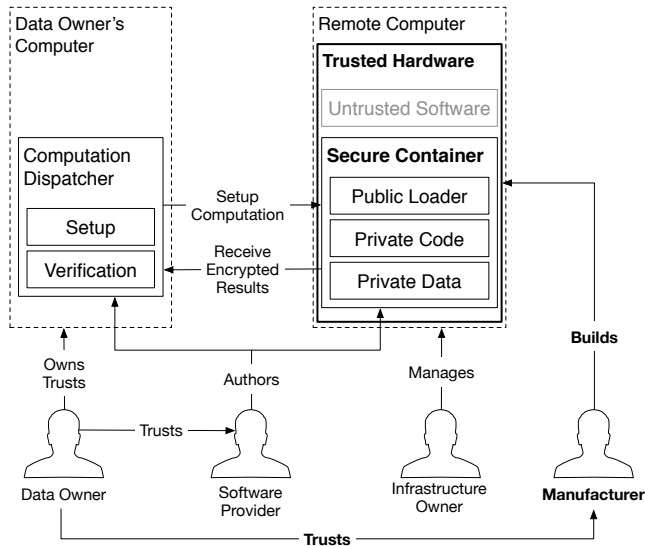 Data Owner's
Computer
Remote Computer
Trusted Hardware
Untrusted Software
Computation
Dispatcher
Setup
Verification
Secure Container
Public Loader
Private Code
Private Data
Setup
Computation
Receive
Encrypted
Results
Owns
Trusts
Authors
Manages
Builds
Trusts
Data Owner
Software
Provider
Infrastructure
Owner
Manufacturer
Trusts